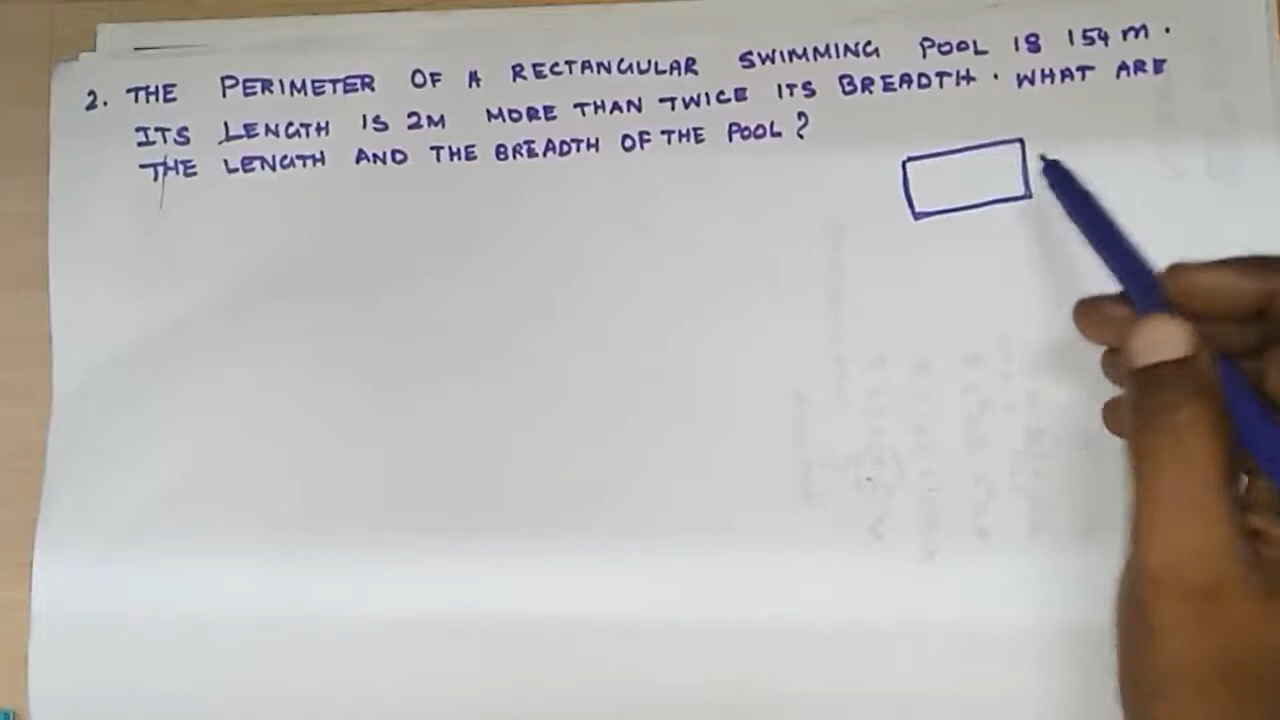 2. THE PERIMETER OF A RECTANGULAR SWIMMING POOL IS 154 M.
ITS LENGTH IS 2M MORE THAN TWICE ITS BREADTH. WHAT ARE
THE LENGTH AND THE BREADTH OF THE POOL?